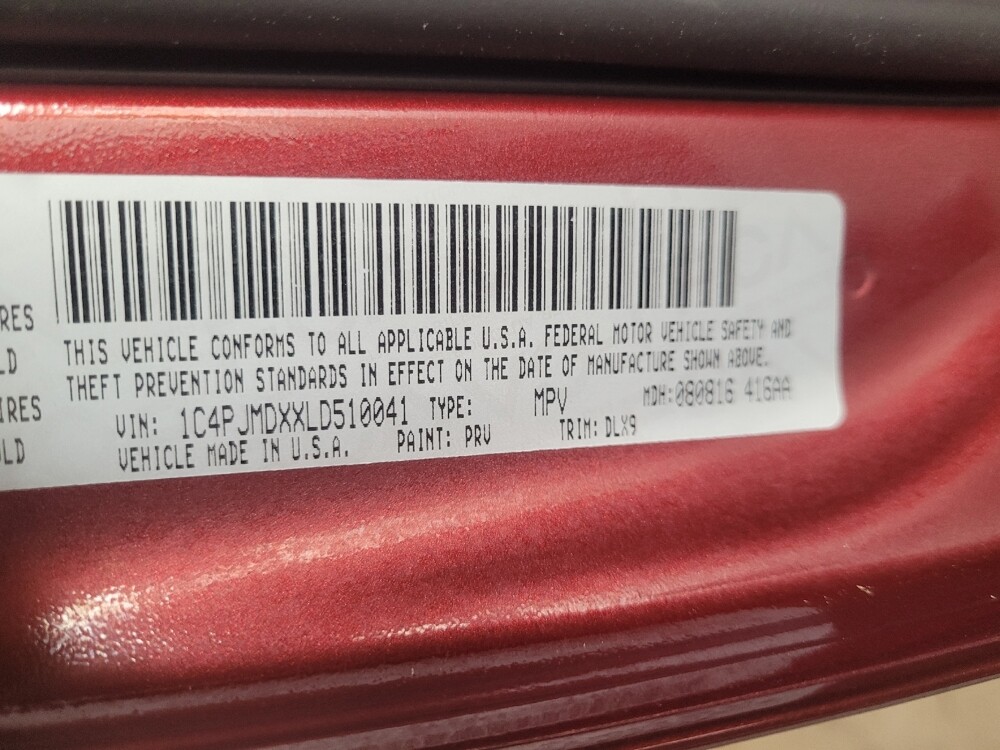 RES
LD
IRES
LD
THIS VEHICLE CONFORMS TO ALL APPLICABLE U.S.A. FEDERAL MOTOR VEHICLE SAFETY AND
THEFT PREVENTION STANDARDS IN EFFECT ON THE DATE OF MANUFACTURE SHOWN ABOVE.
VIN: 1C4PJMDXXLD510041 TYPE: MPV MDH:080816 416AA
VEHICLE MADE IN U.S.A. PAINT: PRV TRIM: DLX9